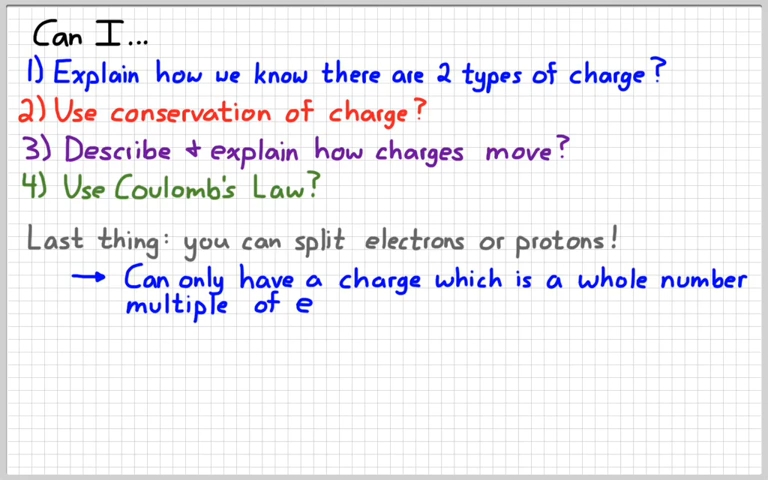 Can I...
1) Explain how we know there are 2 types of charge?
2) Use conservation of charge?
3) Describe + explain how charges move?
4) Use Coulomb's Law?
Last thing: you can split electrons or protons!
→ Can only have a charge which is a whole number
multiple of e